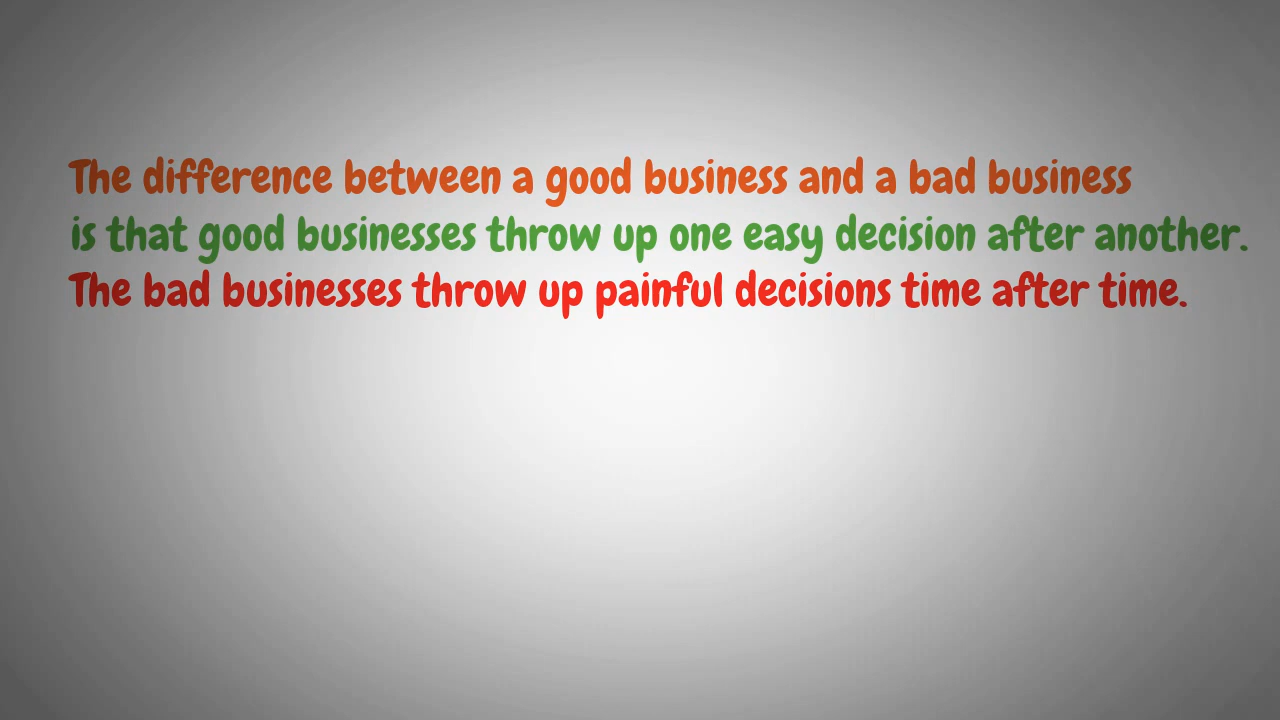 The difference between a good business and a bad business
is that good businesses throw up one easy decision after another.
The bad businesses throw up painful decisions time after time.